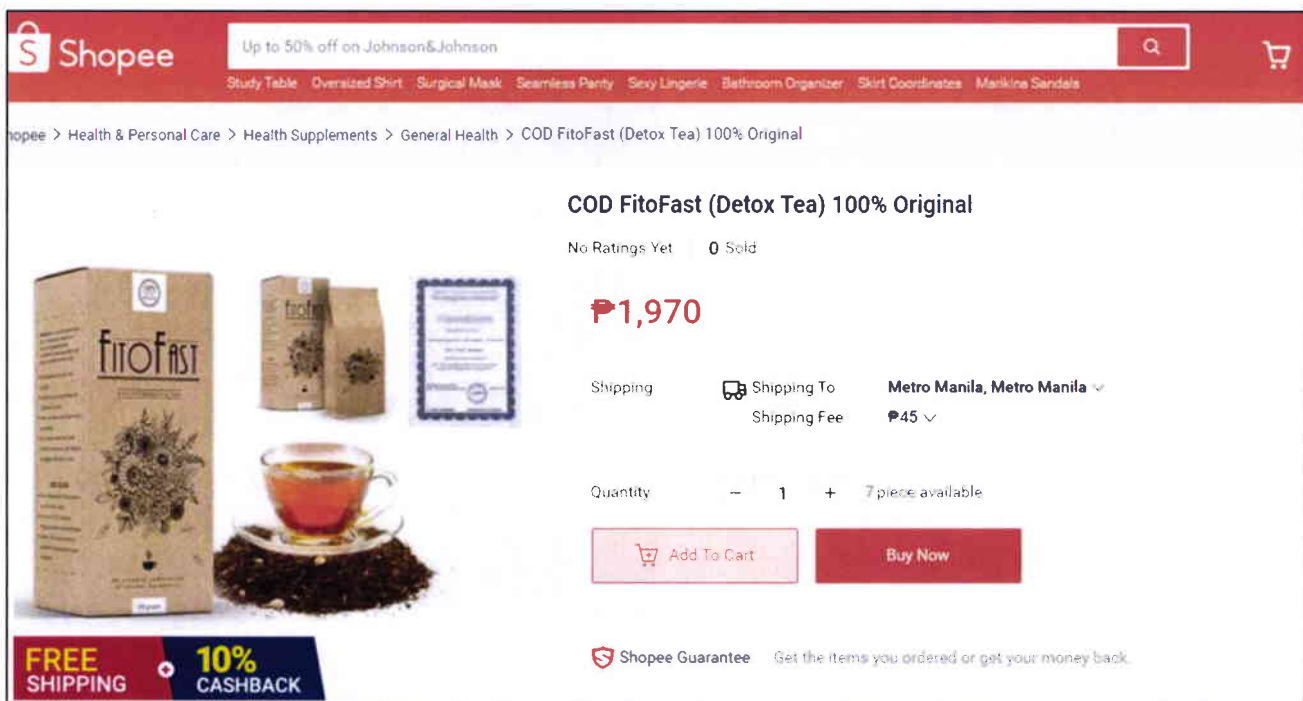 Shopee
Up to 50% off on Johnson&Johnson
Study Table Oversized Shirt Surgical Mask Seamless Panty Sexy Lingerie Bathroom Organizer Skirt Coordinates Marikina Sandals
hopee > Health & Personal Care > Health Supplements > General Health > COD FitoFast (Detox Tea) 100% Original
COD FitoFast (Detox Tea) 100% Original
No Ratings Yet 0 Sold
₱1,970
FITOFAST
FITOFAST
Shipping Shipping To Metro Manila, Metro Manila
Shipping Fee ₱45
Quantity − 1 + 7 piece available
Add To Cart Buy Now
Shopee Guarantee Get the items you ordered or get your money back.
FREE SHIPPING + 10% CASHBACK